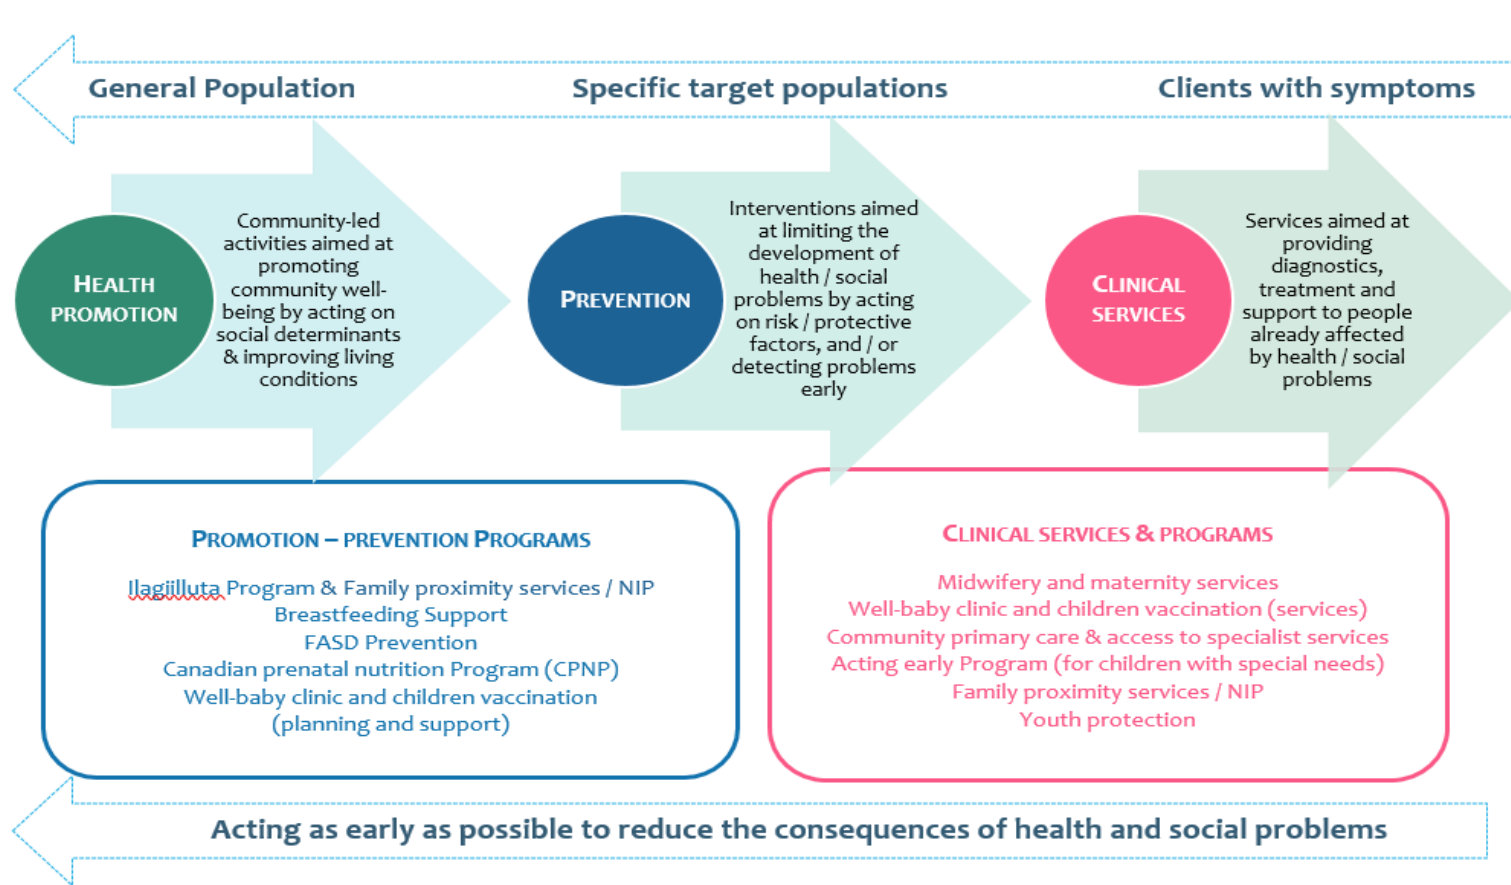 General Population
Specific target populations
Clients with symptoms
HEALTH
PROMOTION
Community-led
activities aimed at
promoting
community well-
being by acting on
social determinants
& improving living
conditions
PREVENTION
Interventions aimed
at limiting the
development of
health / social
problems by acting
on risk / protective
factors, and / or
detecting problems
early
CLINICAL
SERVICES
Services aimed at
providing
diagnostics,
treatment and
support to people
already affected
by health / social
problems
PROMOTION – PREVENTION PROGRAMS
Ilagiilluta Program & Family proximity services / NIP
Breastfeeding Support
FASD Prevention
Canadian prenatal nutrition Program (CPNP)
Well-baby clinic and children vaccination
(planning and support)
CLINICAL SERVICES & PROGRAMS
Midwifery and maternity services
Well-baby clinic and children vaccination (services)
Community primary care & access to specialist services
Acting early Program (for children with special needs)
Family proximity services / NIP
Youth protection
Acting as early as possible to reduce the consequences of health and social problems